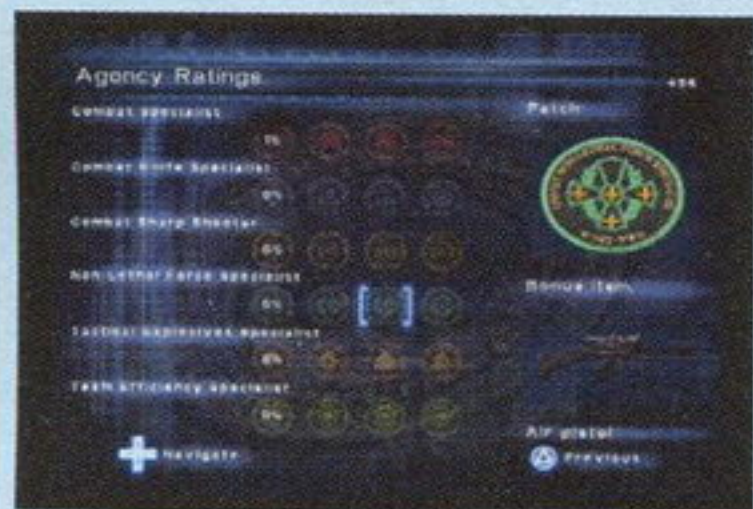 Agency Ratings
Combat Specialist
Patch
Combat Knife Specialist
0%
Combat Sharp Shooter
0%
Non-Lethal Force Specialist
0%
Bonus Item
Tactical Explosives Specialist
0%
Team Efficiency Specialist
0%
Air pistol
Navigate
Previous